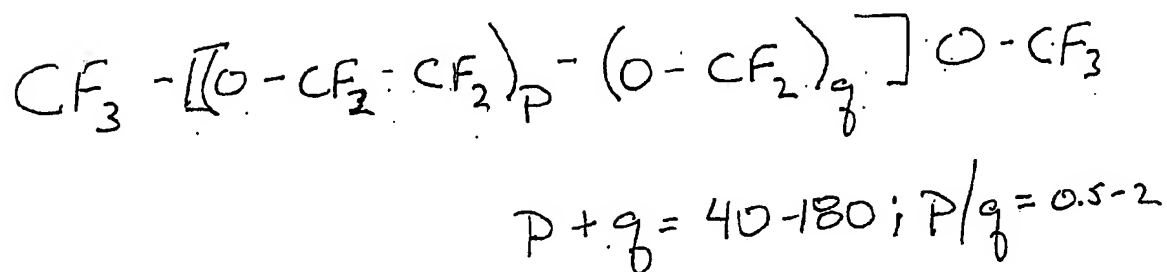 CF₃-[(O-CF₂-CF₂)p-(O-CF₂)q]O-CF₃
p+q=40-180; p/q=0.5-2